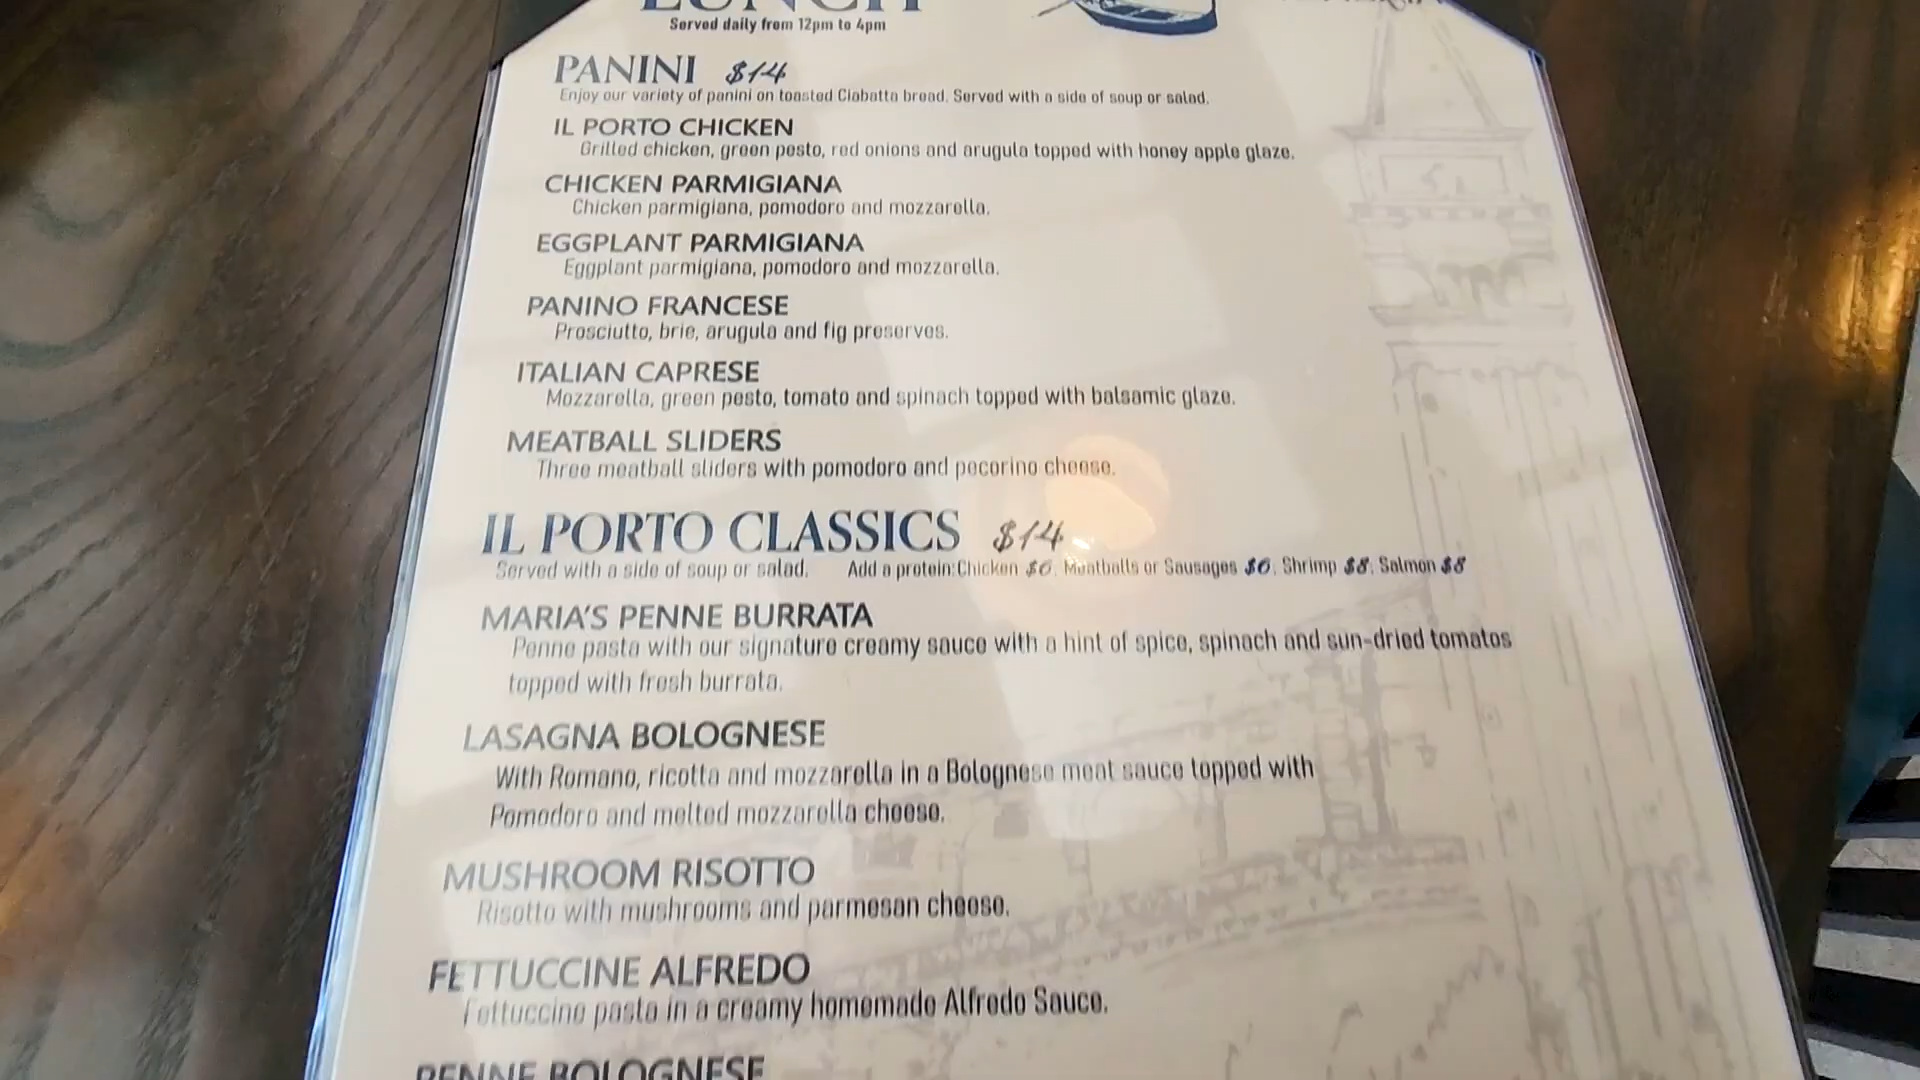 LUNCH
Served daily from 12pm to 4pm
PANINI $14
Enjoy our variety of panini on toasted Ciabatta bread. Served with a side of soup or salad.
IL PORTO CHICKEN
Grilled chicken, green pesto, red onions and arugula topped with honey apple glaze.
CHICKEN PARMIGIANA
Chicken parmigiana, pomodoro and mozzarella.
EGGPLANT PARMIGIANA
Eggplant parmigiana, pomodoro and mozzarella.
PANINO FRANCESE
Prosciutto, brie, arugula and fig preserves.
ITALIAN CAPRESE
Mozzarella, green pesto, tomato and spinach topped with balsamic glaze.
MEATBALL SLIDERS
Three meatball sliders with pomodoro and pecorino cheese.
IL PORTO CLASSICS $14
Served with a side of soup or salad. Add a protein: Chicken $6, Meatballs or Sausages $6, Shrimp $8, Salmon $8
MARIA'S PENNE BURRATA
Penne pasta with our signature creamy sauce with a hint of spice, spinach and sun-dried tomatos
topped with fresh burrata.
LASAGNA BOLOGNESE
With Romano, ricotta and mozzarella in a Bolognese meat sauce topped with
Pomodoro and melted mozzarella cheese.
MUSHROOM RISOTTO
Risotto with mushrooms and parmesan cheese.
FETTUCCINE ALFREDO
Fettuccine pasta in a creamy homemade Alfredo Sauce.
PENNE BOLOGNESE